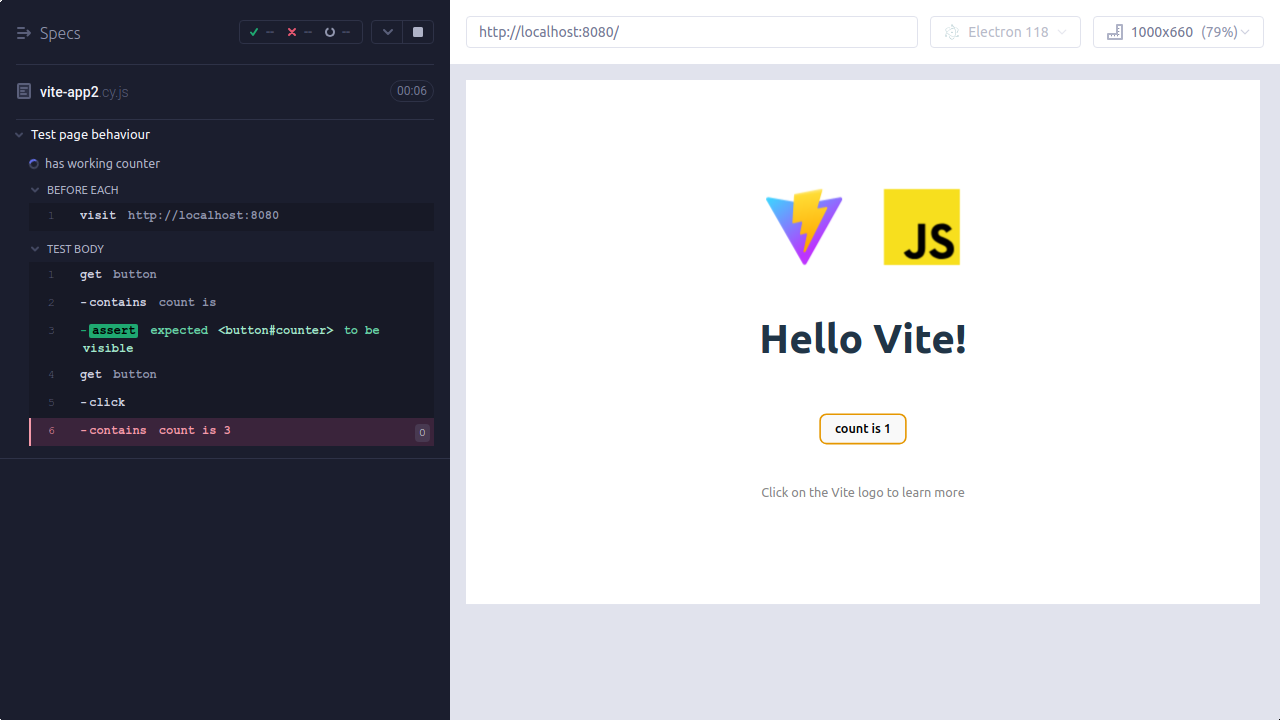 Specs
-- -- --
vite-app2.cy.js
00:06
Test page behaviour
has working counter
BEFORE EACH
1 visit http://localhost:8080
TEST BODY
1 get button
2 -contains count is
3 -assert expected <button#counter> to be
visible
4 get button
5 -click
6 -contains count is 3
0
http://localhost:8080/
Electron 118
1000x660 (79%)
JS
Hello Vite!
count is 1
Click on the Vite logo to learn more